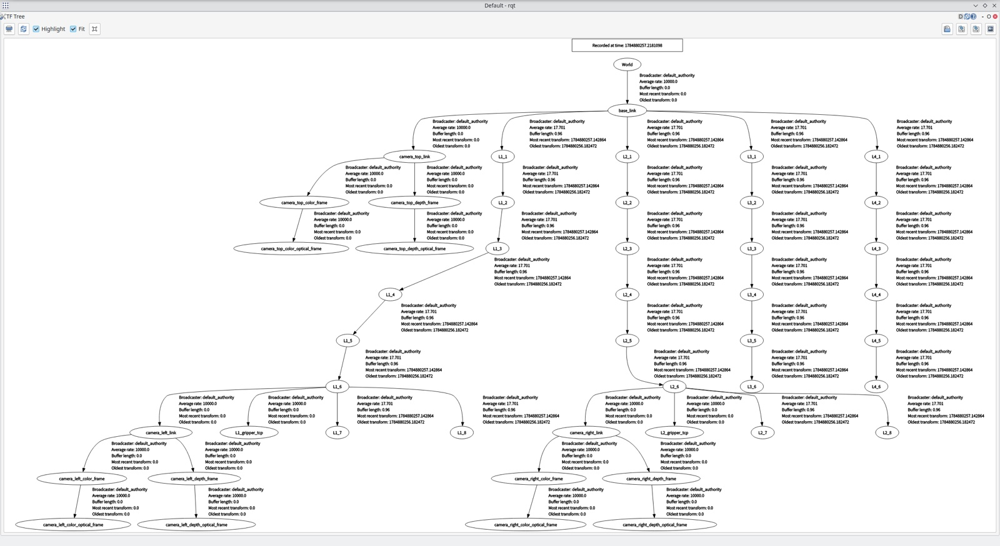 Default - rqt
TF Tree
D
- O
Highlight
Fit
Recorded at time: 1784880257.2181098
World
Broadcaster: default_authority
Average rate: 10000.0
Buffer length: 0.0
Most recent transform: 0.0
Oldest transform: 0.0
base_link
Broadcaster: default_authority
Average rate: 10000.0
Buffer length: 0.0
Most recent transform: 0.0
Oldest transform: 0.0
Broadcaster: default_authority
Average rate: 17.701
Buffer length: 0.96
Most recent transform: 1784880257.142864
Oldest transform: 1784880256.182472
Broadcaster: default_authority
Average rate: 17.701
Buffer length: 0.96
Most recent transform: 1784880257.142864
Oldest transform: 1784880256.182472
Broadcaster: default_authority
Average rate: 17.701
Buffer length: 0.96
Most recent transform: 1784880257.142864
Oldest transform: 1784880256.182472
Broadcaster: default_authority
Average rate: 17.701
Buffer length: 0.96
Most recent transform: 1784880257.142864
Oldest transform: 1784880256.182472
camera_top_link
L1_1
L2_1
L3_1
L4_1
Broadcaster: default_authority
Average rate: 10000.0
Buffer length: 0.0
Most recent transform: 0.0
Oldest transform: 0.0
Broadcaster: default_authority
Average rate: 10000.0
Buffer length: 0.0
Most recent transform: 0.0
Oldest transform: 0.0
Broadcaster: default_authority
Average rate: 17.701
Buffer length: 0.96
Most recent transform: 1784880257.142864
Oldest transform: 1784880256.182472
Broadcaster: default_authority
Average rate: 17.701
Buffer length: 0.96
Most recent transform: 1784880257.142864
Oldest transform: 1784880256.182472
Broadcaster: default_authority
Average rate: 17.701
Buffer length: 0.96
Most recent transform: 1784880257.142864
Oldest transform: 1784880256.182472
Broadcaster: default_authority
Average rate: 17.701
Buffer length: 0.96
Most recent transform: 1784880257.142864
Oldest transform: 1784880256.182472
camera_top_color_frame
camera_top_depth_frame
L1_2
L2_2
L3_2
L4_2
Broadcaster: default_authority
Average rate: 10000.0
Buffer length: 0.0
Most recent transform: 0.0
Oldest transform: 0.0
Broadcaster: default_authority
Average rate: 10000.0
Buffer length: 0.0
Most recent transform: 0.0
Oldest transform: 0.0
Broadcaster: default_authority
Average rate: 17.701
Buffer length: 0.96
Most recent transform: 1784880257.142864
Oldest transform: 1784880256.182472
Broadcaster: default_authority
Average rate: 17.701
Buffer length: 0.96
Most recent transform: 1784880257.142864
Oldest transform: 1784880256.182472
Broadcaster: default_authority
Average rate: 17.701
Buffer length: 0.96
Most recent transform: 1784880257.142864
Oldest transform: 1784880256.182472
Broadcaster: default_authority
Average rate: 17.701
Buffer length: 0.96
Most recent transform: 1784880257.142864
Oldest transform: 1784880256.182472
camera_top_color_optical_frame
camera_top_depth_optical_frame
L1_3
L2_3
L3_3
L4_3
Broadcaster: default_authority
Average rate: 17.701
Buffer length: 0.96
Most recent transform: 1784880257.142864
Oldest transform: 1784880256.182472
Broadcaster: default_authority
Average rate: 17.701
Buffer length: 0.96
Most recent transform: 1784880257.142864
Oldest transform: 1784880256.182472
Broadcaster: default_authority
Average rate: 17.701
Buffer length: 0.96
Most recent transform: 1784880257.142864
Oldest transform: 1784880256.182472
Broadcaster: default_authority
Average rate: 17.701
Buffer length: 0.96
Most recent transform: 1784880257.142864
Oldest transform: 1784880256.182472
L1_4
L2_4
L3_4
L4_4
Broadcaster: default_authority
Average rate: 17.701
Buffer length: 0.96
Most recent transform: 1784880257.142864
Oldest transform: 1784880256.182472
Broadcaster: default_authority
Average rate: 17.701
Buffer length: 0.96
Most recent transform: 1784880257.142864
Oldest transform: 1784880256.182472
Broadcaster: default_authority
Average rate: 17.701
Buffer length: 0.96
Most recent transform: 1784880257.142864
Oldest transform: 1784880256.182472
Broadcaster: default_authority
Average rate: 17.701
Buffer length: 0.96
Most recent transform: 1784880257.142864
Oldest transform: 1784880256.182472
L1_5
L2_5
L3_5
L4_5
Broadcaster: default_authority
Average rate: 17.701
Buffer length: 0.96
Most recent transform: 1784880257.142864
Oldest transform: 1784880256.182472
Broadcaster: default_authority
Average rate: 17.701
Buffer length: 0.96
Most recent transform: 1784880257.142864
Oldest transform: 1784880256.182472
Broadcaster: default_authority
Average rate: 17.701
Buffer length: 0.96
Most recent transform: 1784880257.142864
Oldest transform: 1784880256.182472
Broadcaster: default_authority
Average rate: 17.701
Buffer length: 0.96
Most recent transform: 1784880257.142864
Oldest transform: 1784880256.182472
L1_6
L2_6
L3_6
L4_6
Broadcaster: default_authority
Average rate: 10000.0
Buffer length: 0.0
Most recent transform: 0.0
Oldest transform: 0.0
Broadcaster: default_authority
Average rate: 10000.0
Buffer length: 0.0
Most recent transform: 0.0
Oldest transform: 0.0
Broadcaster: default_authority
Average rate: 17.701
Buffer length: 0.96
Most recent transform: 1784880257.142864
Oldest transform: 1784880256.182472
Broadcaster: default_authority
Average rate: 17.701
Buffer length: 0.96
Most recent transform: 1784880257.142864
Oldest transform: 1784880256.182472
Broadcaster: default_authority
Average rate: 10000.0
Buffer length: 0.0
Most recent transform: 0.0
Oldest transform: 0.0
Broadcaster: default_authority
Average rate: 10000.0
Buffer length: 0.0
Most recent transform: 0.0
Oldest transform: 0.0
Broadcaster: default_authority
Average rate: 17.701
Buffer length: 0.96
Most recent transform: 1784880257.142864
Oldest transform: 1784880256.182472
Broadcaster: default_authority
Average rate: 17.701
Buffer length: 0.96
Most recent transform: 1784880257.142864
Oldest transform: 1784880256.182472
camera_left_link
L1_gripper_tcp
L1_7
L1_8
camera_right_link
L2_gripper_tcp
L2_7
L2_8
Broadcaster: default_authority
Average rate: 10000.0
Buffer length: 0.0
Most recent transform: 0.0
Oldest transform: 0.0
Broadcaster: default_authority
Average rate: 10000.0
Buffer length: 0.0
Most recent transform: 0.0
Oldest transform: 0.0
Broadcaster: default_authority
Average rate: 10000.0
Buffer length: 0.0
Most recent transform: 0.0
Oldest transform: 0.0
Broadcaster: default_authority
Average rate: 10000.0
Buffer length: 0.0
Most recent transform: 0.0
Oldest transform: 0.0
camera_left_color_frame
camera_left_depth_frame
camera_right_color_frame
camera_right_depth_frame
Broadcaster: default_authority
Average rate: 10000.0
Buffer length: 0.0
Most recent transform: 0.0
Oldest transform: 0.0
Broadcaster: default_authority
Average rate: 10000.0
Buffer length: 0.0
Most recent transform: 0.0
Oldest transform: 0.0
Broadcaster: default_authority
Average rate: 10000.0
Buffer length: 0.0
Most recent transform: 0.0
Oldest transform: 0.0
Broadcaster: default_authority
Average rate: 10000.0
Buffer length: 0.0
Most recent transform: 0.0
Oldest transform: 0.0
camera_left_color_optical_frame
camera_left_depth_optical_frame
camera_right_color_optical_frame
camera_right_depth_optical_frame